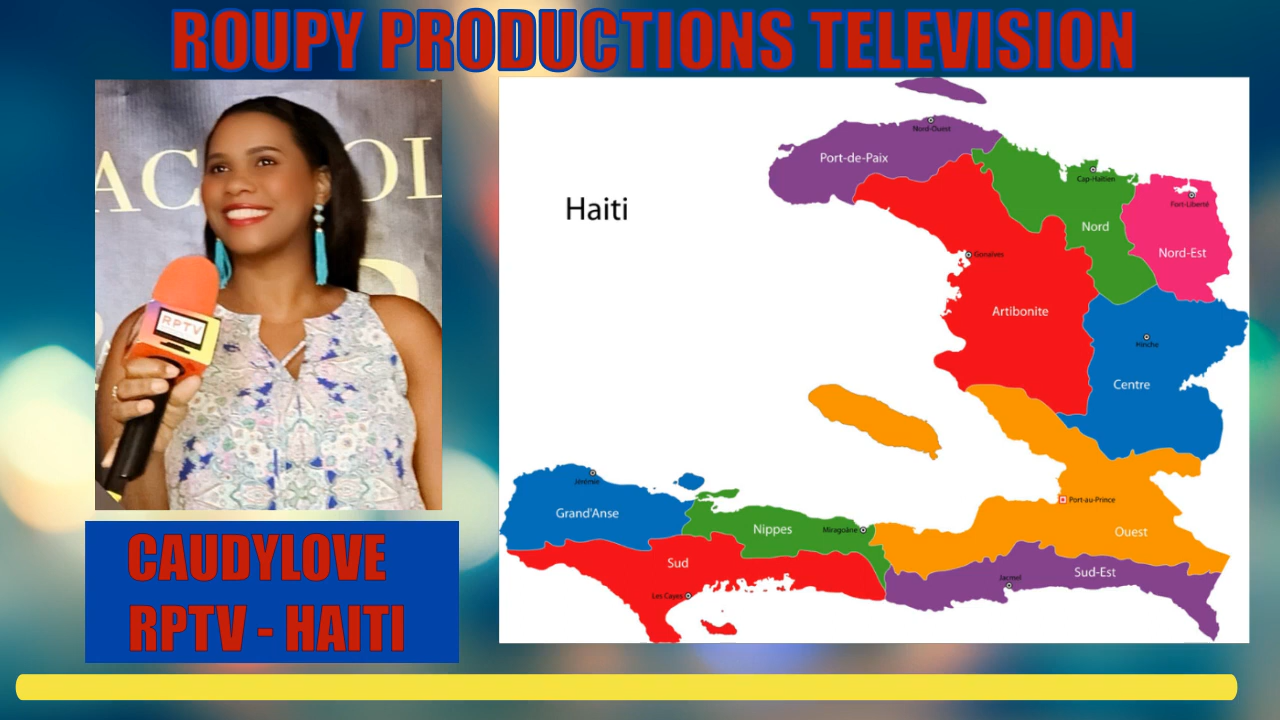 ROUPY PRODUCTIONS TELEVISION
AC
OL
RPTV
CAUDYLOVE
RPTV - HAITI
Haiti
Nord-Ouest
Port-de-Paix
Cap-Haïtien
Fort-Liberté
Nord
Nord-Est
Gonaïves
Artibonite
Hinche
Centre
Jérémie
Port-au-Prince
Grand'Anse
Nippes
Miragoâne
Ouest
Sud
Sud-Est
Jacmel
Les Cayes